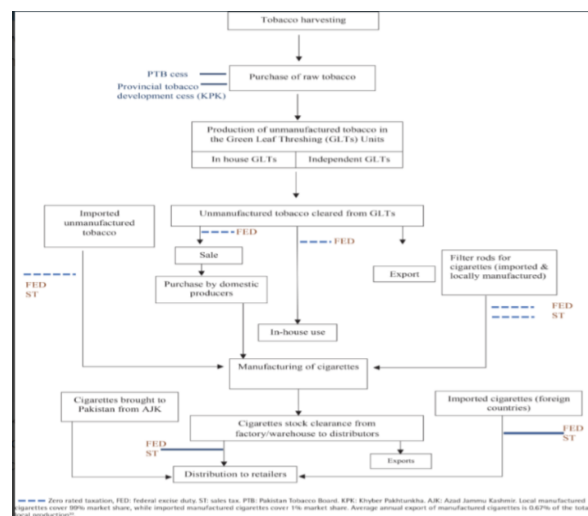 Tobacco harvesting
PTB cess
Provincial tobacco
development cess (KPK)
Purchase of raw tobacco
Production of unmanufactured tobacco in
the Green Leaf Threshing (GLTs) Units
In house GLTs
Independent GLTs
Imported
unmanufactured
tobacco
Unmanufactured tobacco cleared from GLTs
FED
FED
Sale
Export
Filter rods for
cigarettes (imported &
locally manufactured)
FED
ST
Purchase by domestic
producers
In-house use
FED
ST
Manufacturing of cigarettes
Cigarettes brought to
Pakistan from AJK
Imported cigarettes (foreign
countries)
Cigarettes stock clearance from
factory/warehouse to distributors
FED
ST
FED
ST
Exports
Distribution to retailers
Zero rated taxation, FED: federal excise duty. ST: sales tax. PTB: Pakistan Tobacco Board. KPK: Khyber Pakhtunkha. AJK: Azad Jammu Kashmir. Local manufactured
cigarettes cover 99% market share, while imported manufactured cigarettes cover 1% market share. Average annual export of manufactured cigarettes is 0.67% of the
local production